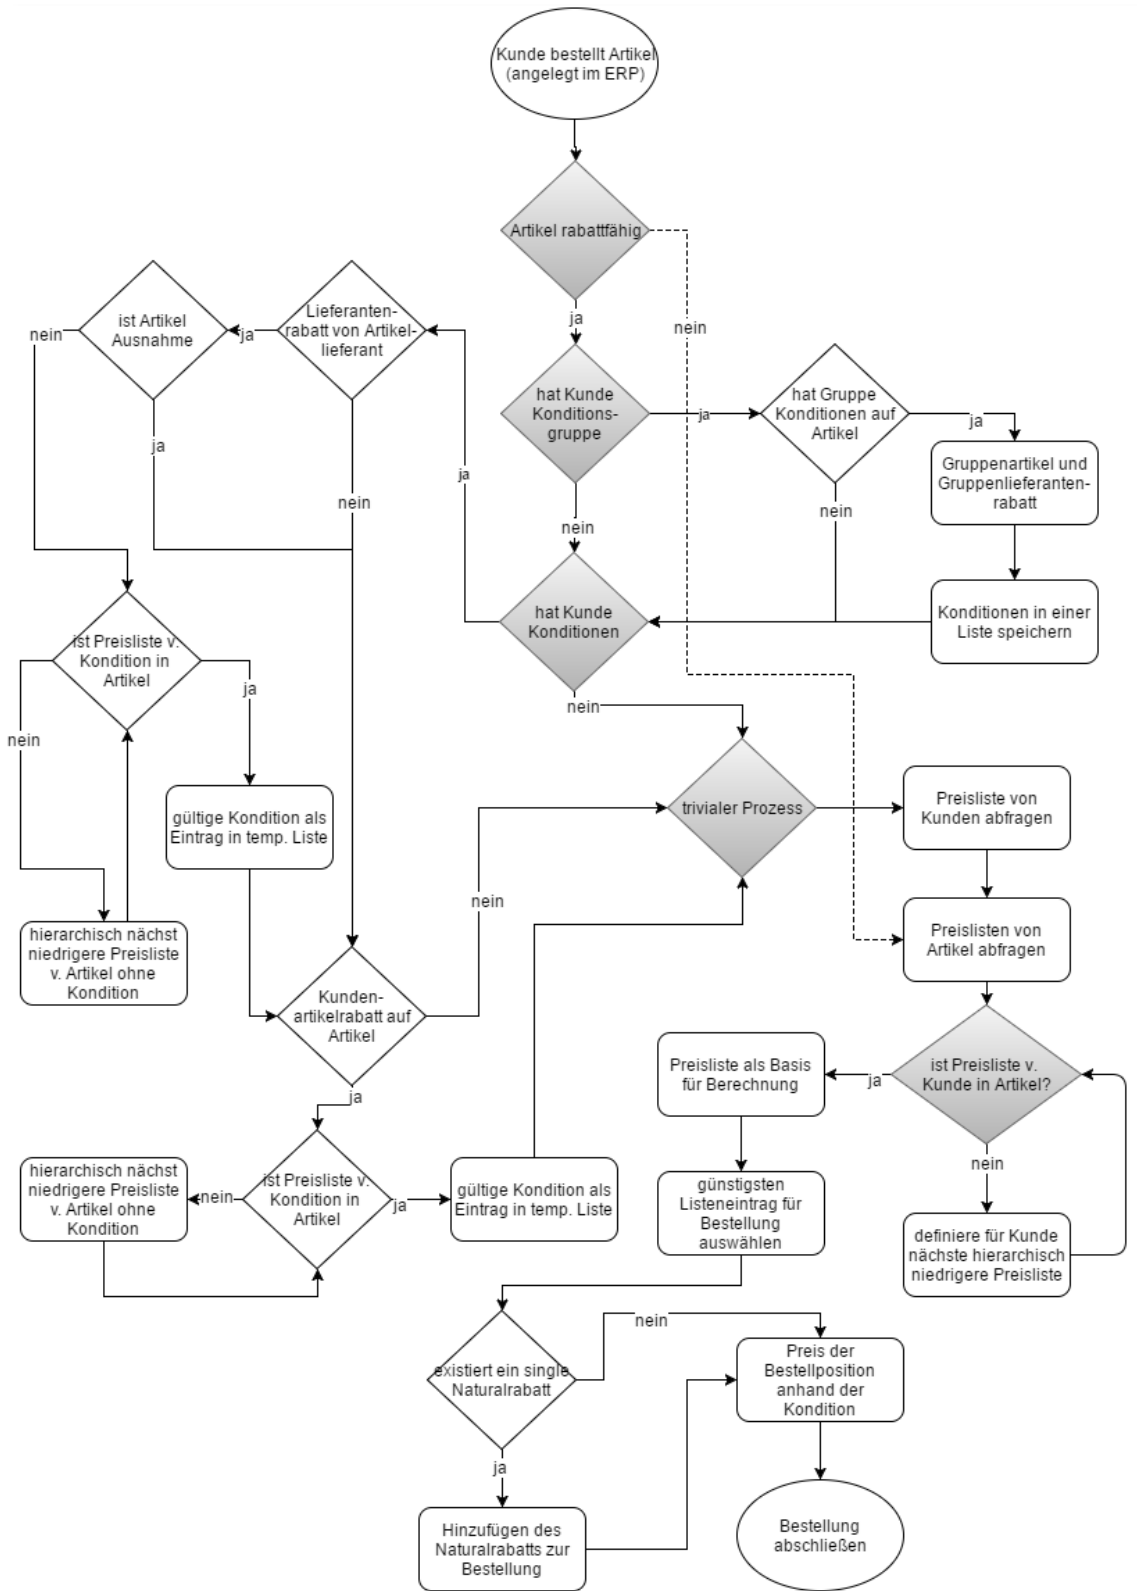 Kunde bestellt Artikel
(angelegt im ERP)
Artikel rabattfähig
ja
nein
hat Kunde
Konditions-
gruppe
ja
nein
hat Gruppe
Konditionen auf
Artikel
ja
nein
Gruppenartikel und
Gruppenlieferanten-
rabatt
Konditionen in einer
Liste speichern
hat Kunde
Konditionen
ja
nein
Lieferanten-
rabatt von Artikel-
lieferant
ja
nein
ist Artikel
Ausnahme
nein
ja
ist Preisliste v.
Kondition in
Artikel
ja
nein
gültige Kondition als
Eintrag in temp. Liste
hierarchisch nächst
niedrigere Preisliste
v. Artikel ohne
Kondition
Kunden-
artikelrabatt auf
Artikel
nein
ja
ist Preisliste v.
Kondition in
Artikel
nein
ja
hierarchisch nächst
niedrigere Preisliste
v. Artikel ohne
Kondition
gültige Kondition als
Eintrag in temp. Liste
trivialer Prozess
Preisliste von
Kunden abfragen
Preislisten von
Artikel abfragen
ist Preisliste v.
Kunde in Artikel?
ja
nein
definiere für Kunde
nächste hierarchisch
niedrigere Preisliste
Preisliste als Basis
für Berechnung
günstigsten
Listeneintrag für
Bestellung
auswählen
existiert ein single
Naturalrabatt
nein
ja
Hinzufügen des
Naturalrabatts zur
Bestellung
Preis der
Bestellposition
anhand der
Kondition
Bestellung
abschließen